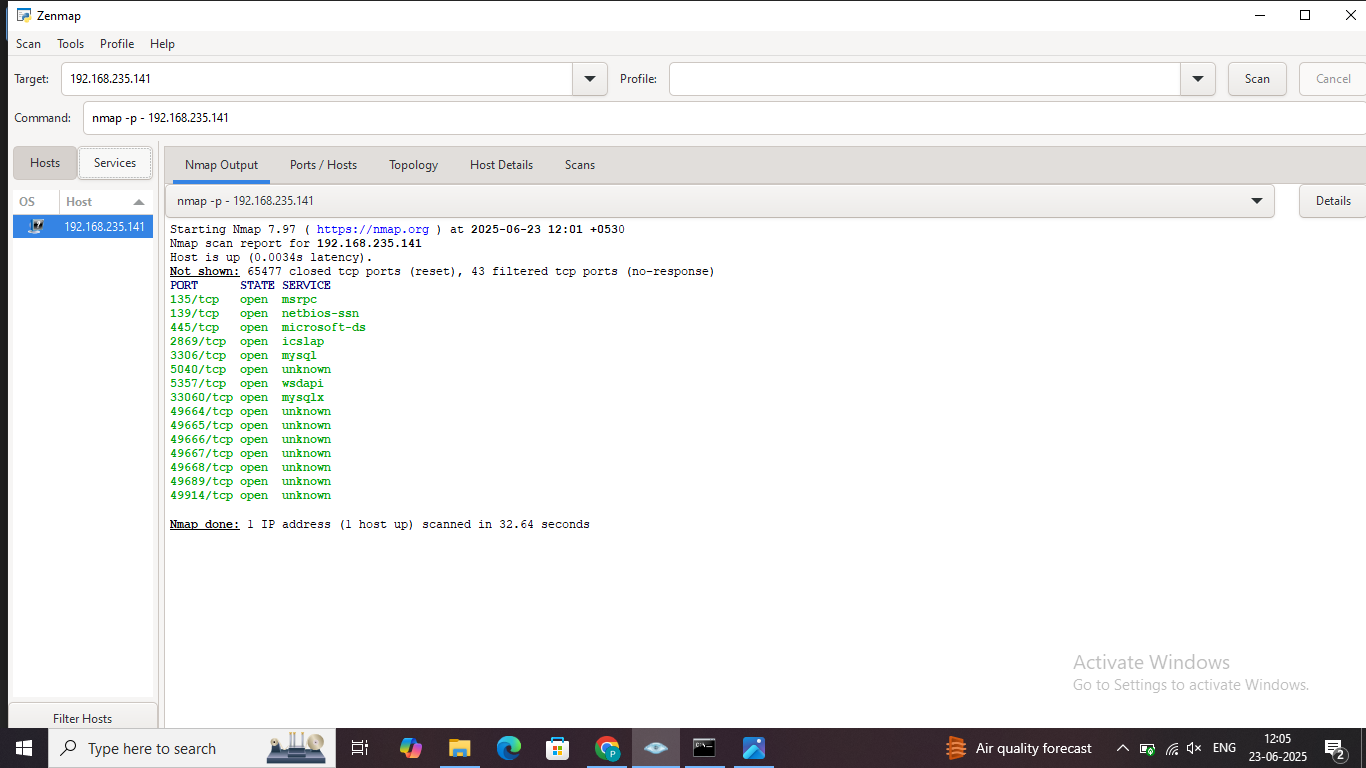 Zenmap
Scan Tools Profile Help
Target: 192.168.235.141 Profile: Scan Cancel
Command: nmap -p - 192.168.235.141
Hosts Services Nmap Output Ports / Hosts Topology Host Details Scans
OS Host
192.168.235.141
nmap -p - 192.168.235.141 Details
Starting Nmap 7.97 ( https://nmap.org ) at 2025-06-23 12:01 +0530
Nmap scan report for 192.168.235.141
Host is up (0.0034s latency).
Not shown: 65477 closed tcp ports (reset), 43 filtered tcp ports (no-response)
PORT STATE SERVICE
135/tcp open msrpc
139/tcp open netbios-ssn
445/tcp open microsoft-ds
2869/tcp open icslap
3306/tcp open mysql
5040/tcp open unknown
5357/tcp open wsdapi
33060/tcp open mysqlx
49664/tcp open unknown
49665/tcp open unknown
49666/tcp open unknown
49667/tcp open unknown
49668/tcp open unknown
49689/tcp open unknown
49914/tcp open unknown
Nmap done: 1 IP address (1 host up) scanned in 32.64 seconds
Activate Windows
Go to Settings to activate Windows.
Filter Hosts
Type here to search
P
Air quality forecast
ENG
12:05
23-06-2025
2